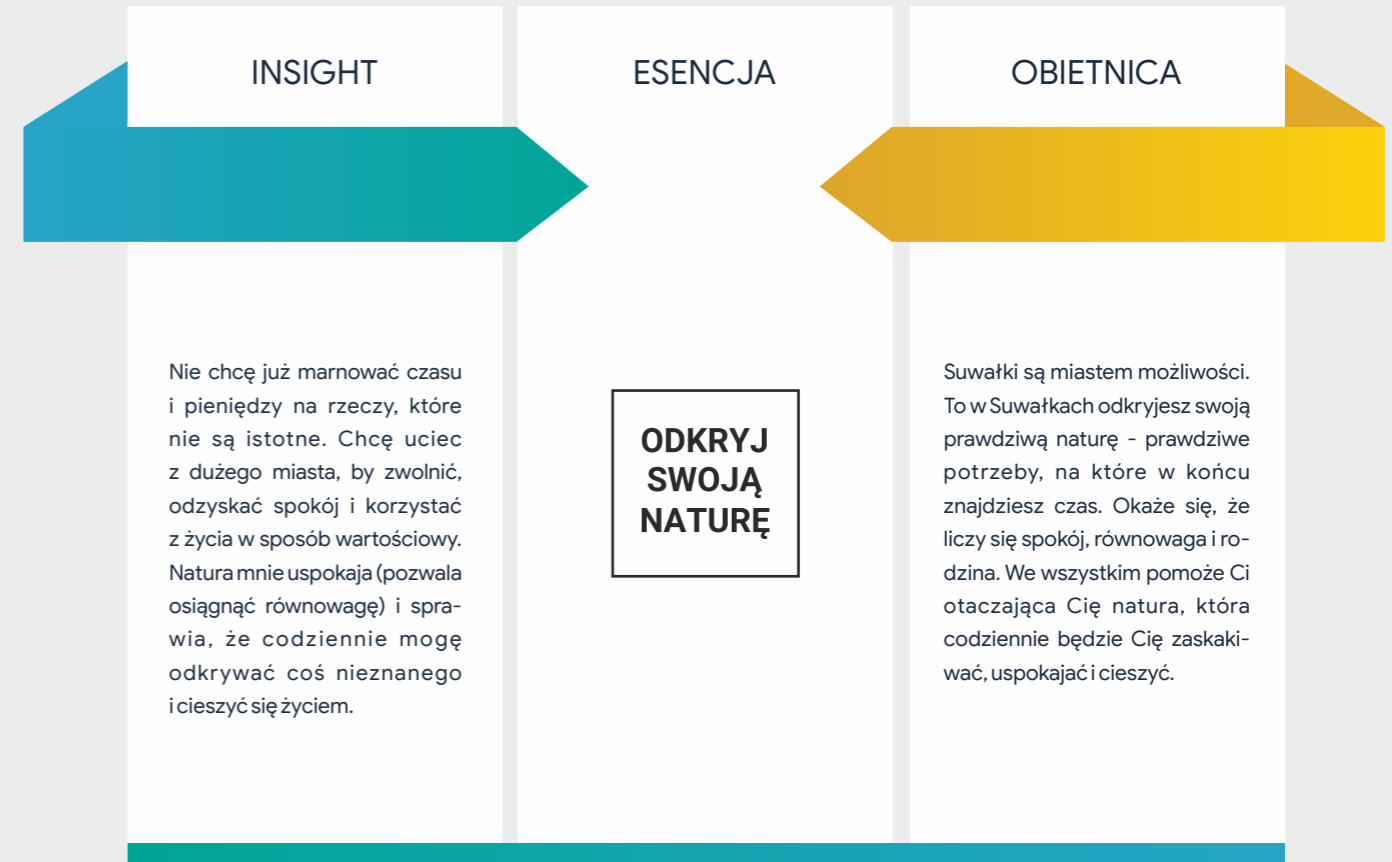 INSIGHT
Nie chcę już marnować czasu
i pieniędzy na rzeczy, które
nie są istotne. Chcę uciec
z dużego miasta, by zwolnić,
odzyskać spokój i korzystać
z życia w sposób wartościowy.
Natura mnie uspokaja (pozwala
osiągnąć równowagę) i spra-
wia, że codziennie mogę
odkrywać coś nieznanego
i cieszyć się życiem.
ESENCJA
ODKRYJ
SWOJĄ
NATURĘ
OBIETNICA
Suwałki są miastem możliwości.
To w Suwałkach odkryjesz swoją
prawdziwą naturę - prawdziwe
potrzeby, na które w końcu
znajdziesz czas. Okaże się, że
liczy się spokój, równowaga i ro-
dzina. We wszystkim pomoże Ci
otaczająca Cię natura, która
codziennie będzie Cię zaskaki-
wać, uspokajać i cieszyć.